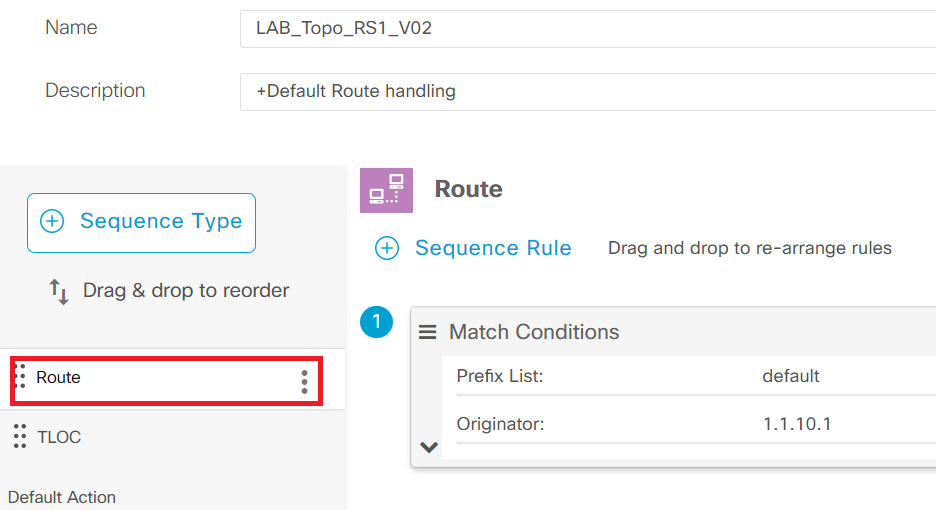 Name
LAB_Topo_RS1_V02
Description
+Default Route handling
Sequence Type
Drag & drop to reorder
Route
TLOC
Default Action
Route
Sequence Rule
Drag and drop to re-arrange rules
1
Match Conditions
Prefix List: default
Originator: 1.1.10.1